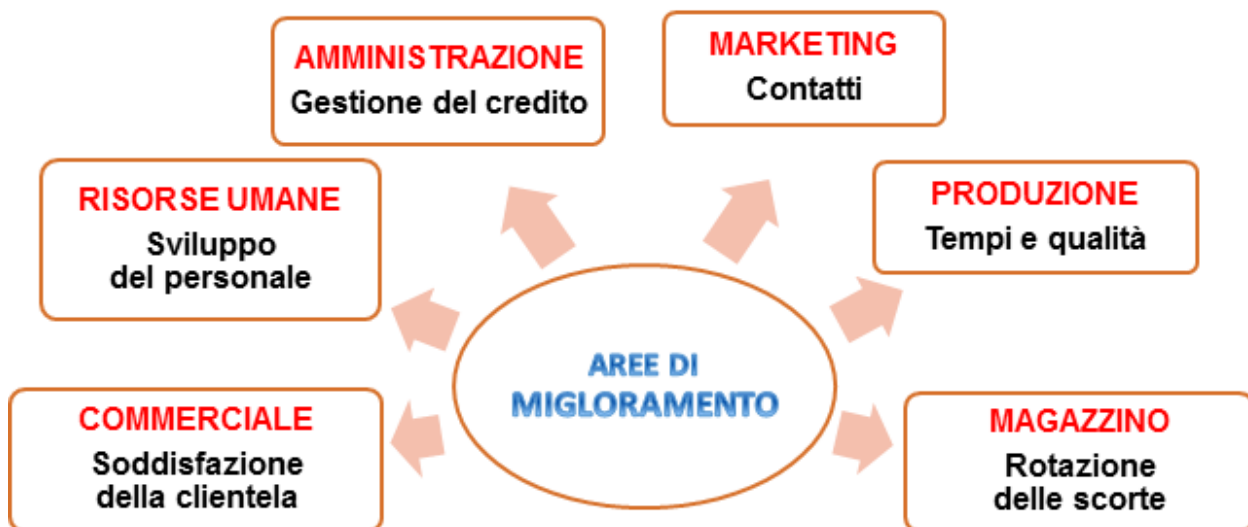 AMMINISTRAZIONE
Gestione del credito
MARKETING
Contatti
RISORSE UMANE
Sviluppo
del personale
PRODUZIONE
Tempi e qualità
AREE DI
MIGLORAMENTO
COMMERCIALE
Soddisfazione
della clientela
MAGAZZINO
Rotazione
delle scorte